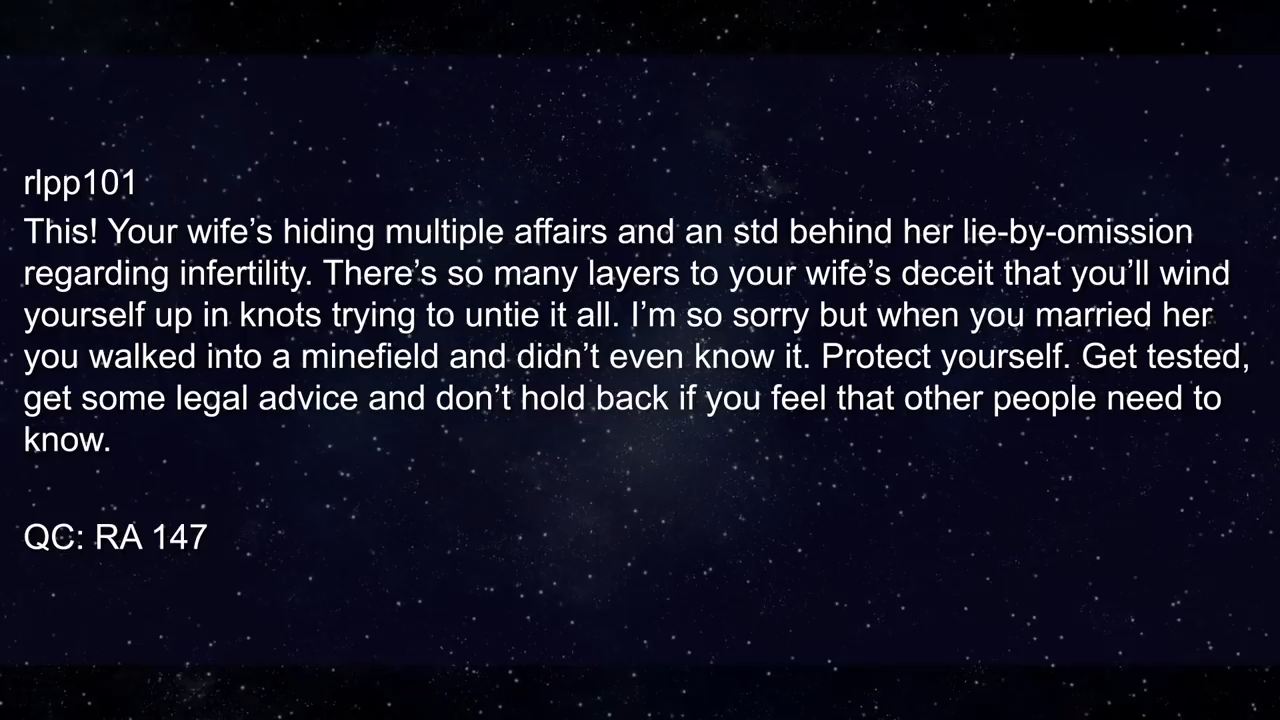 rlpp101
This! Your wife’s hiding multiple affairs and an std behind her lie-by-omission
regarding infertility. There’s so many layers to your wife’s deceit that you’ll wind
yourself up in knots trying to untie it all. I’m so sorry but when you married her
you walked into a minefield and didn’t even know it. Protect yourself. Get tested,
get some legal advice and don’t hold back if you feel that other people need to
know.
QC: RA 147